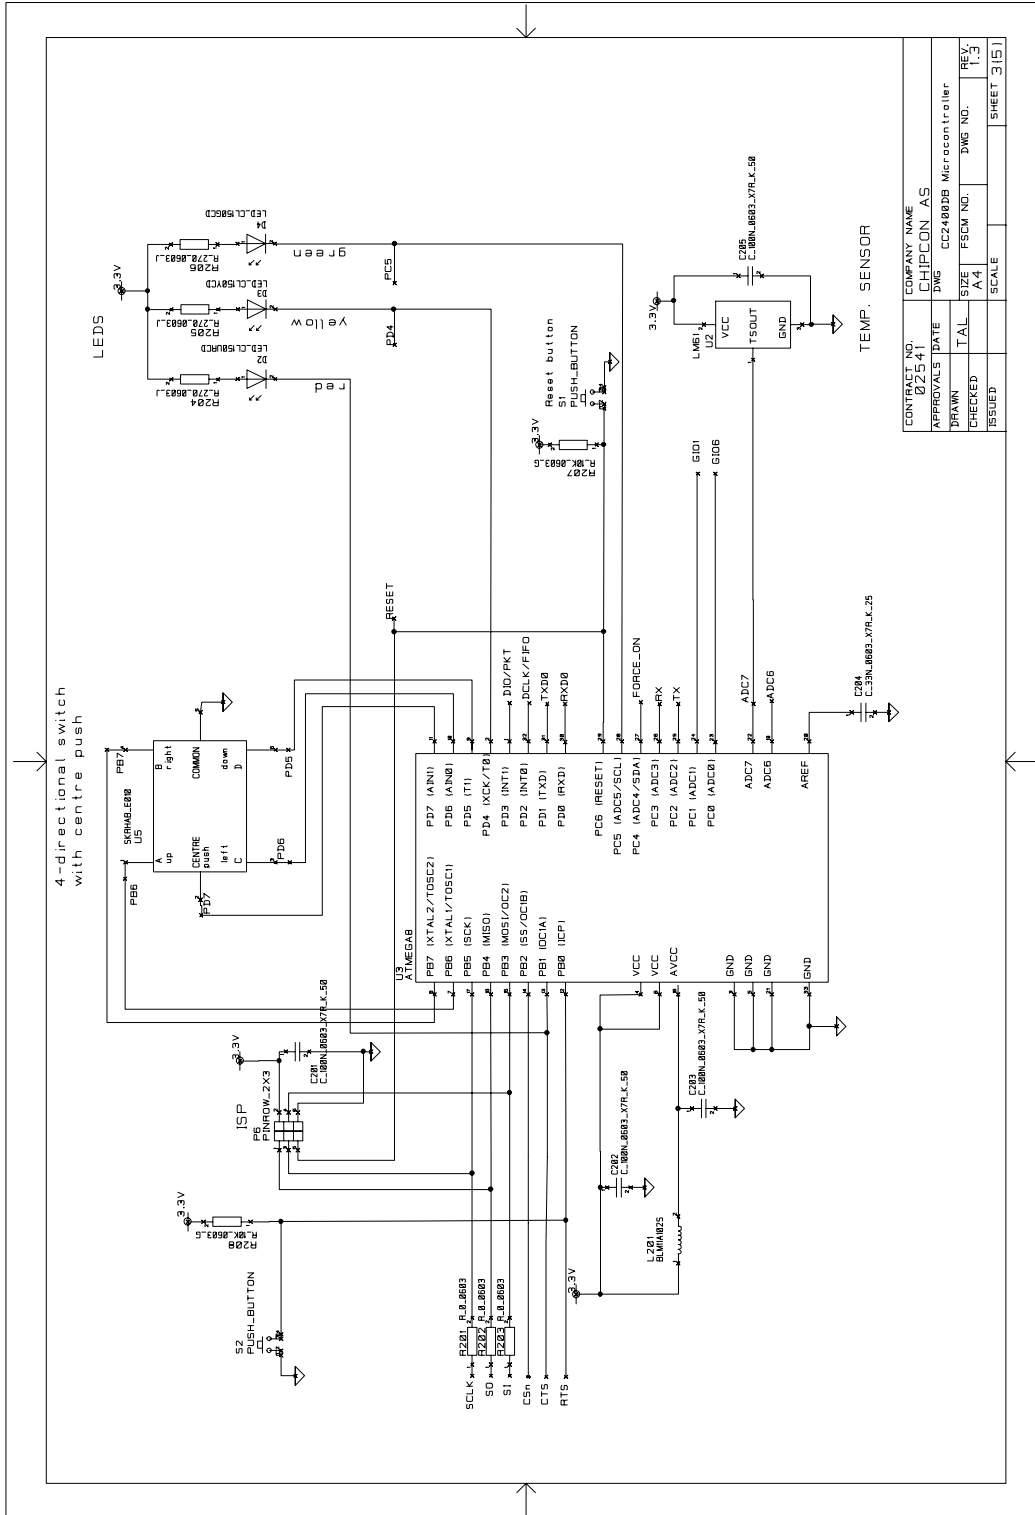 4-directional switch
with centre push
LEDS
3.3V
R206
R_270_0603_J
D4
LED_CL150GCD
green
PC5
R205
R_270_0603_J
D3
LED_CL150YCD
yellow
PD4
R204
R_270_0603_J
D2
LED_CL150URCD
red
PB7
SKRHAB_E010
U5
PB6
A
up
B
right
CENTRE
push
COMMON
left
C
down
D
PD7
PD6
PD5
ISP
P6
PINROW_2X3
3.3V
C201
C_100N_0603_X7R_K_50
3.3V
R208
R_10K_0603_G
S2
PUSH_BUTTON
RESET
3.3V
R207
R_10K_0603_G
Reset button
S1
PUSH_BUTTON
U3
ATMEGA8
PB7 (XTAL2/TOSC2)
PB6 (XTAL1/TOSC1)
PB5 (SCK)
PB4 (MISO)
PB3 (MOSI/OC2)
PB2 (SS/OC1B)
PB1 (OC1A)
PB0 (ICP)
VCC
VCC
AVCC
GND
GND
GND
GND
PD7 (AIN1)
PD6 (AIN0)
PD5 (T1)
PD4 (XCK/T0)
PD3 (INT1)
PD2 (INT0)
PD1 (TXD)
PD0 (RXD)
PC6 (RESET)
PC5 (ADC5/SCL)
PC4 (ADC4/SDA)
PC3 (ADC3)
PC2 (ADC2)
PC1 (ADC1)
PC0 (ADC0)
ADC7
ADC6
AREF
DIO/PKT
DCLK/FIFO
TXD0
RXD0
FORCE_ON
RX
TX
GIO1
GIO6
ADC7
ADC6
SCLK
R201
R_0_0603
SO
R202
R_0_0603
SI
R203
R_0_0603
CSn
CTS
RTS
3.3V
C202
C_100N_0603_X7R_K_50
L201
BLM11A102S
C203
C_100N_0603_X7R_K_50
C204
C_33N_0603_X7R_K_25
3.3V
LM61
U2
VCC
TSOUT
GND
C205
C_100N_0603_X7R_K_50
TEMP. SENSOR
CONTRACT NO.
02541
COMPANY NAME
CHIPCON AS
APPROVALS
DATE
DWG
CC2400DB Microcontroller
DRAWN
TAL
SIZE
A4
FSCM NO.
DWG NO.
REV.
1.3
CHECKED
ISSUED
SCALE
SHEET 3(5)